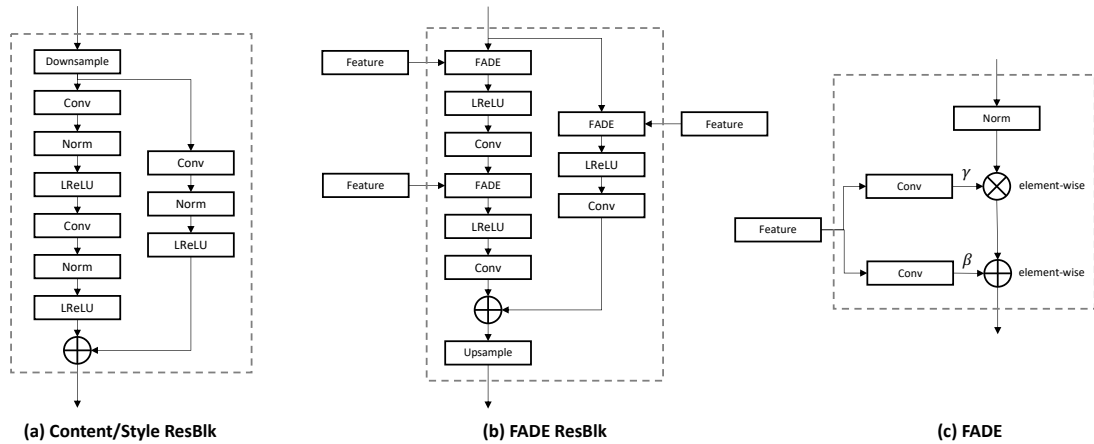 Downsample
Conv
Norm
LReLU
Conv
Norm
LReLU
Conv
Norm
LReLU
(a) Content/Style ResBlk
Feature
FADE
LReLU
Conv
Feature
FADE
LReLU
Conv
FADE
Feature
LReLU
Conv
Upsample
(b) FADE ResBlk
Norm
Feature
Conv
γ
element-wise
Conv
β
element-wise
(c) FADE